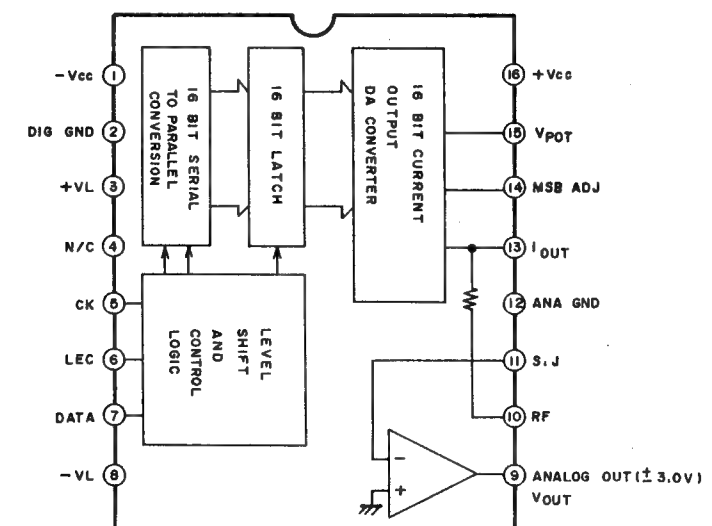 -Vcc 1
DIG GND 2
+VL 3
N/C 4
CK 5
LEC 6
DATA 7
-VL 8
16 BIT SERIAL
TO PARALLEL
CONVERSION
16 BIT LATCH
16 BIT CURRENT
OUTPUT
DA CONVERTER
LEVEL
SHIFT
AND
CONTROL
LOGIC
- 
+
16 +Vcc
15 VPOT
14 MSB ADJ
13 IOUT
12 ANA GND
11 S.J
10 RF
9 ANALOG OUT(±3.0V)
VOUT